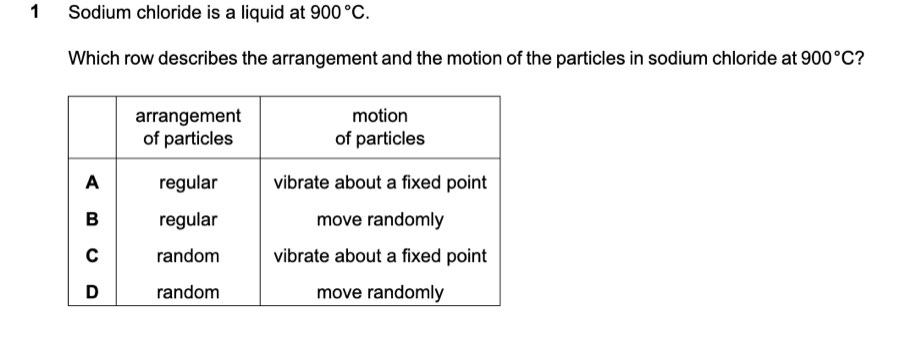 1 Sodium chloride is a liquid at 900 °C.
Which row describes the arrangement and the motion of the particles in sodium chloride at 900 °C?
arrangement of particles motion of particles
A regular vibrate about a fixed point
B regular move randomly
C random vibrate about a fixed point
D random move randomly